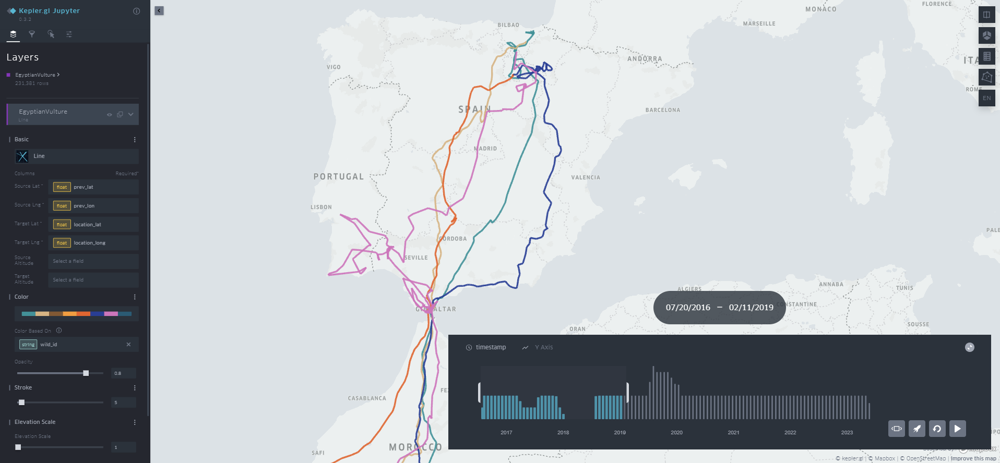 Kepler.gl Jupyter
0.3.2
Layers
EgyptianVulture
231,381 rows
EgyptianVulture
Line
Basic
Line
Columns
Required*
Source Lat *
float
prev_lat
Source Lng *
float
prev_lon
Target Lat *
float
location_lat
Target Lng *
float
location_long
Source
Altitude
Select a field
Target
Altitude
Select a field
Color
Color Based On
string
wild_id
Opacity
0.8
Stroke
5
Elevation Scale
Elevation Scale
1
MONACO
FLORENCE
MARSEILLE
BILBAO
ANDORRA
ITA
VIGO
ROME
EN
SPAIN
BARCELONA
MADRID
PORTUGAL
VALENCIA
LISBON
PALE
CORDOBA
SEVILLE
ALGIERS
ANNABA
TUNIS
CONSTANTINE
GIBRALTAR
07/20/2016 – 02/11/2019
ORAN
SOUSSE
CASABLANCA
FEZ
SAFI
MOROCCO
timestamp
Y Axis
2017
2018
2019
2020
2021
2022
2023
mapbox
© kepler.gl | © Mapbox | © OpenStreetMap | Improve this map